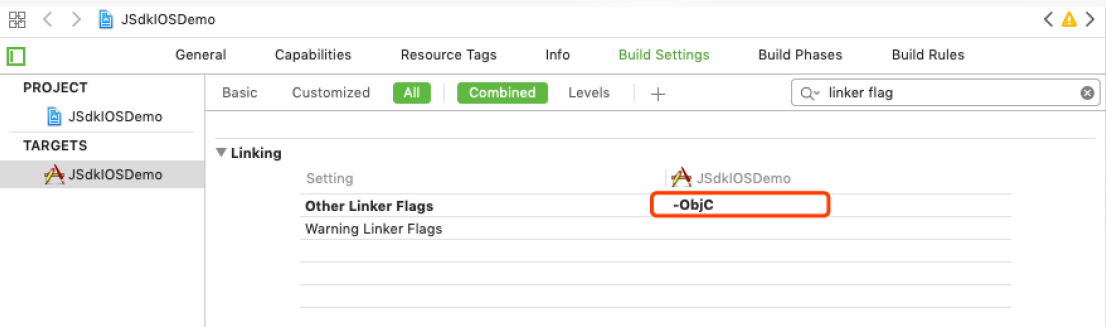 JSdkIOSDemo
General Capabilities Resource Tags Info Build Settings Build Phases Build Rules
PROJECT
JSdkIOSDemo
TARGETS
JSdkIOSDemo
Basic Customized All Combined Levels + linker flag
Linking
Setting JSdkIOSDemo
Other Linker Flags -ObjC
Warning Linker Flags